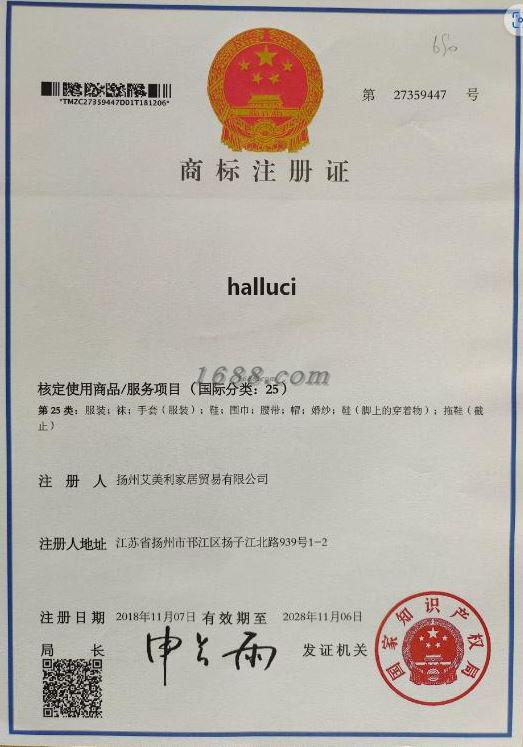 650
*TMZC27359447D01T181206*
第 27359447 号
商标注册证
halluci
1688.com
核定使用商品/服务项目（国际分类：25）
第25类：服装；袜；手套（服装）；鞋；围巾；腰带；帽；婚纱；鞋（脚上的穿着物）；拖鞋（截
止）
注册人 扬州艾美利家居贸易有限公司
注册人地址 江苏省扬州市邗江区扬子江北路939号1-2
注册日期 2018年11月07日 有效期至 2028年11月06日
局长 申长雨 发证机关
国家知识产权局